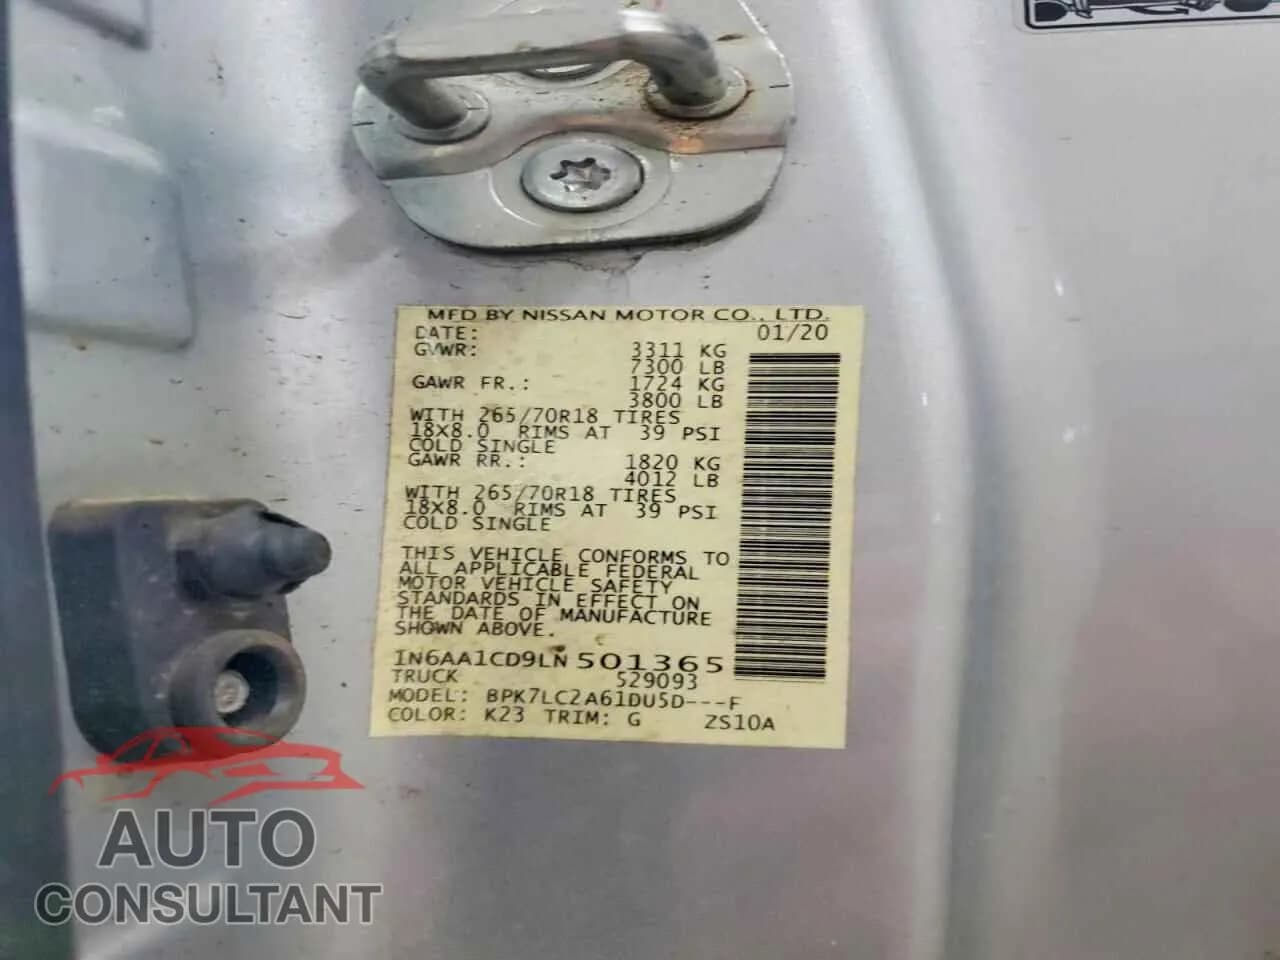 MFD BY NISSAN MOTOR CO., LTD.
DATE: 01/20
GVWR: 3311 KG
7300 LB
GAWR FR.: 1724 KG
3800 LB
WITH 265/70R18 TIRES
18X8.0 RIMS AT 39 PSI
COLD SINGLE
GAWR RR.: 1820 KG
4012 LB
WITH 265/70R18 TIRES
18X8.0 RIMS AT 39 PSI
COLD SINGLE
THIS VEHICLE CONFORMS TO
ALL APPLICABLE FEDERAL
MOTOR VEHICLE SAFETY
STANDARDS IN EFFECT ON
THE DATE OF MANUFACTURE
SHOWN ABOVE.
1N6AA1CD9LN501365
TRUCK 529093
MODEL: BPK7LC2A61DU5D---F
COLOR: K23 TRIM: G ZS10A
AUTO
CONSULTANT